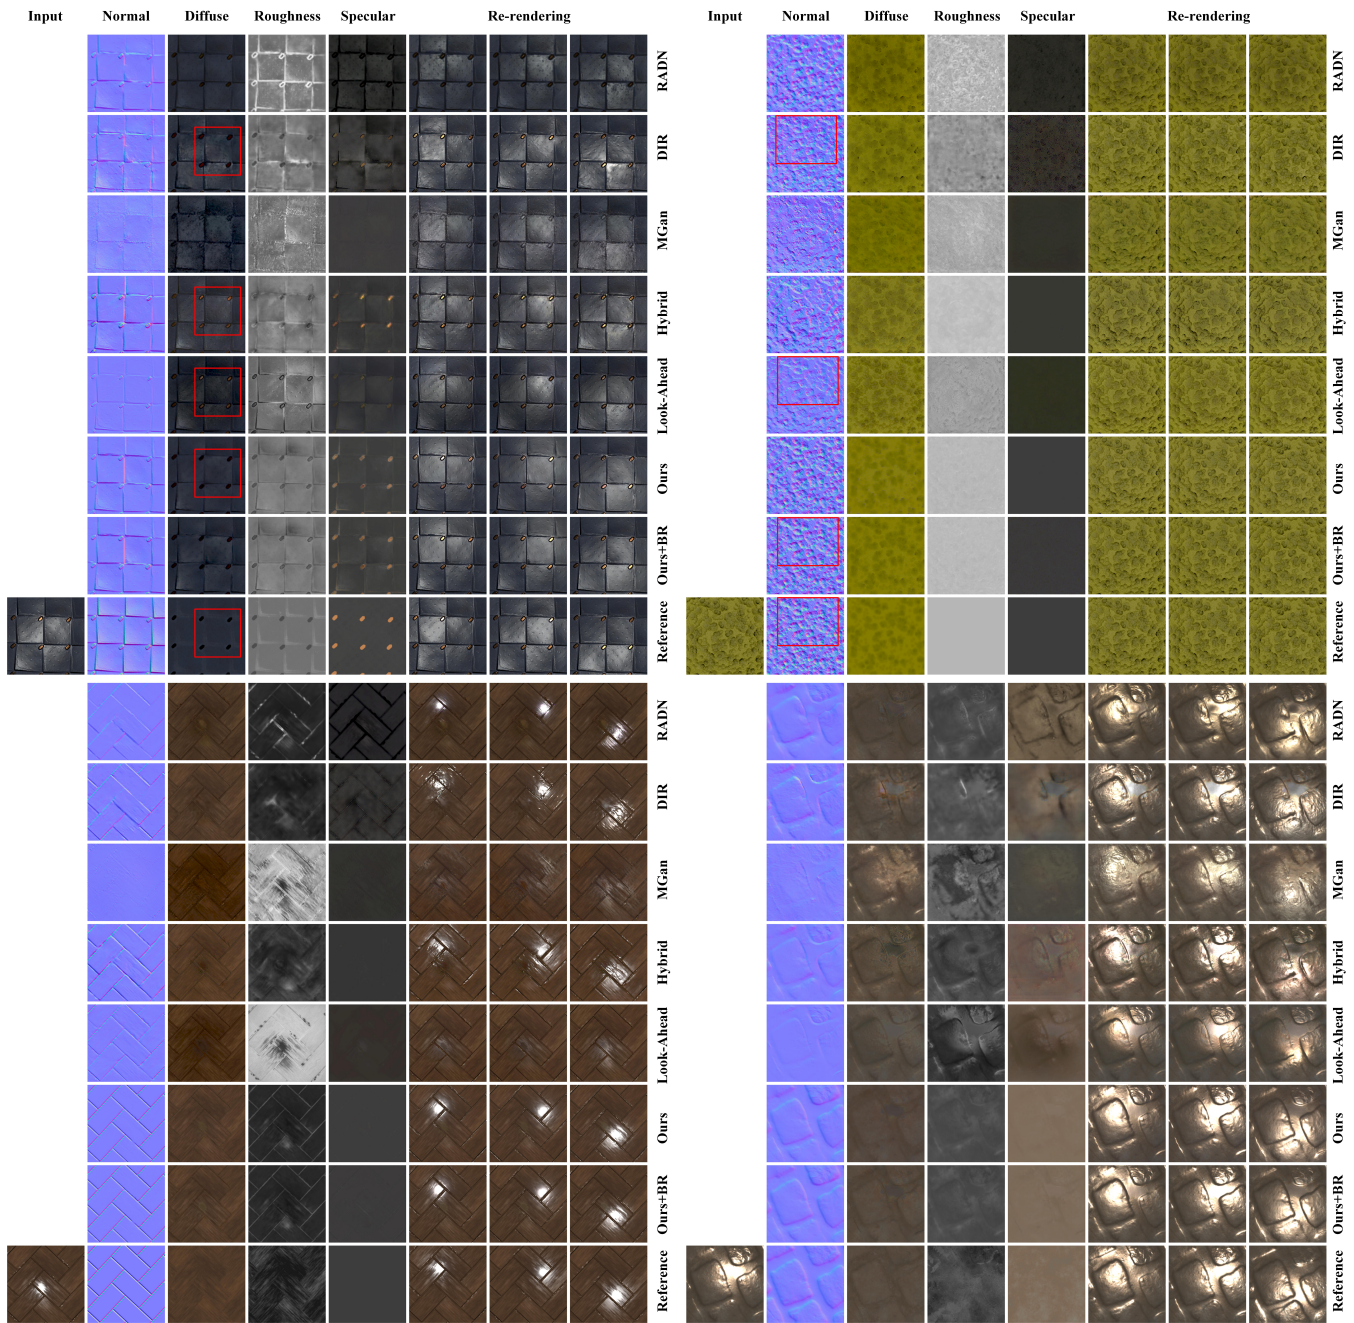 Input Normal Diffuse Roughness Specular Re-rendering
RADN
DIR
MGan
Hybrid
Look-Ahead
Ours
Ours+BR
Reference
Input Normal Diffuse Roughness Specular Re-rendering
RADN
DIR
MGan
Hybrid
Look-Ahead
Ours
Ours+BR
Reference
RADN
DIR
MGan
Hybrid
Look-Ahead
Ours
Ours+BR
Reference
RADN
DIR
MGan
Hybrid
Look-Ahead
Ours
Ours+BR
Reference